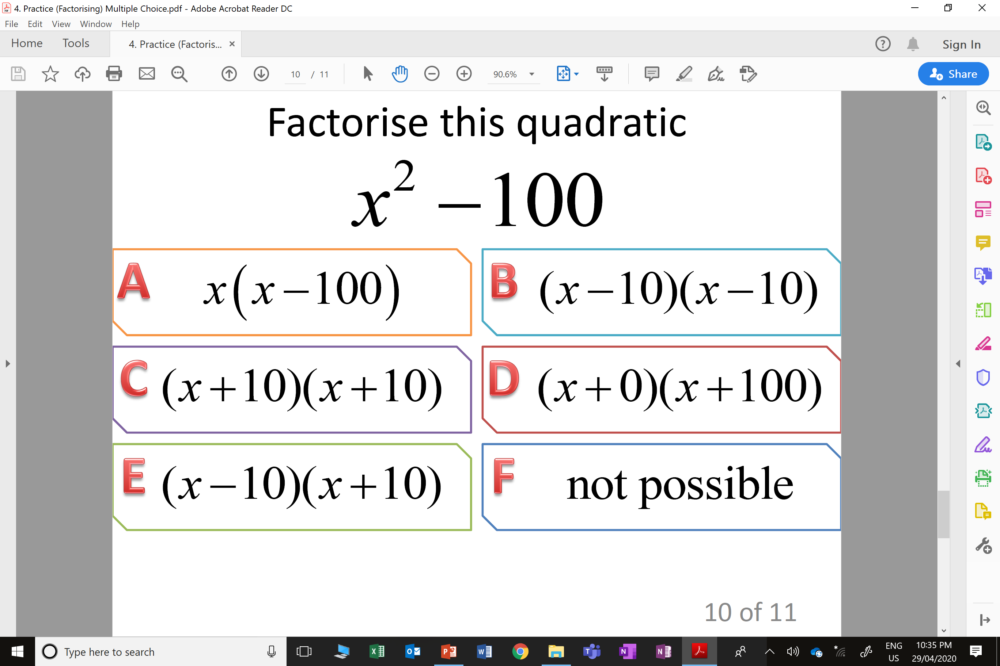 4. Practice (Factorising) Multiple Choice.pdf - Adobe Acrobat Reader DC
File Edit View Window Help
Home Tools 4. Practice (Factoris... × Sign In
10 / 11 90.6% Share
Factorise this quadratic
x² − 100
A x(x − 100)
B (x − 10)(x − 10)
C (x + 10)(x + 10)
D (x + 0)(x + 100)
E (x − 10)(x + 10)
F not possible
10 of 11
Type here to search
ENG
US
10:35 PM
29/04/2020